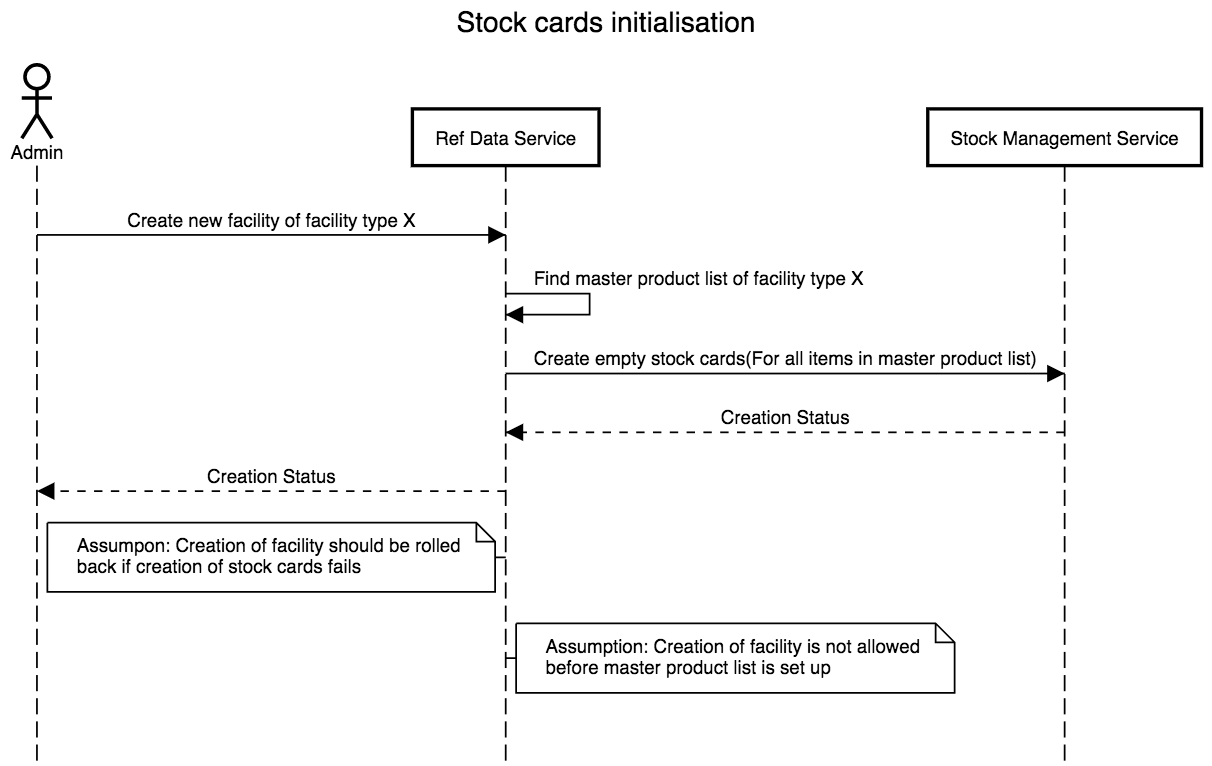 Stock cards initialisation
Admin
Ref Data Service
Stock Management Service
Create new facility of facility type X
Find master product list of facility type X
Create empty stock cards(For all items in master product list)
Creation Status
Creation Status
Assumpon: Creation of facility should be rolled
back if creation of stock cards fails
Assumption: Creation of facility is not allowed
before master product list is set up